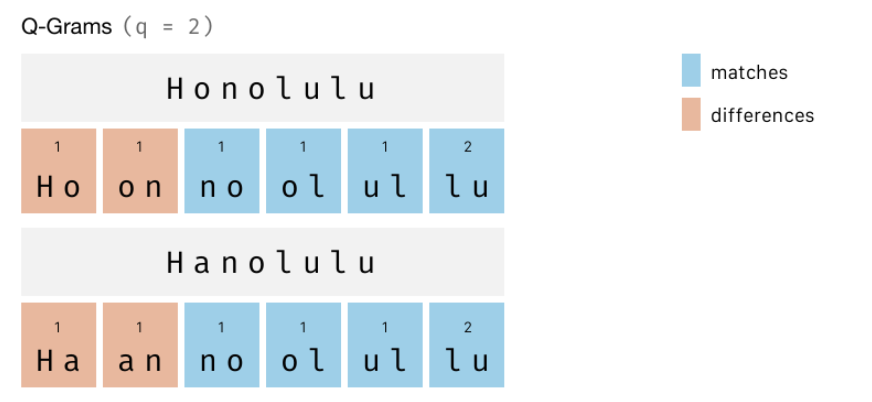 Q-Grams (q = 2)
Honolulu
matches
differences
1 1 1 1 1 2
Ho on no ol ul lu
Hanolulu
1 1 1 1 1 2
Ha an no ol ul lu